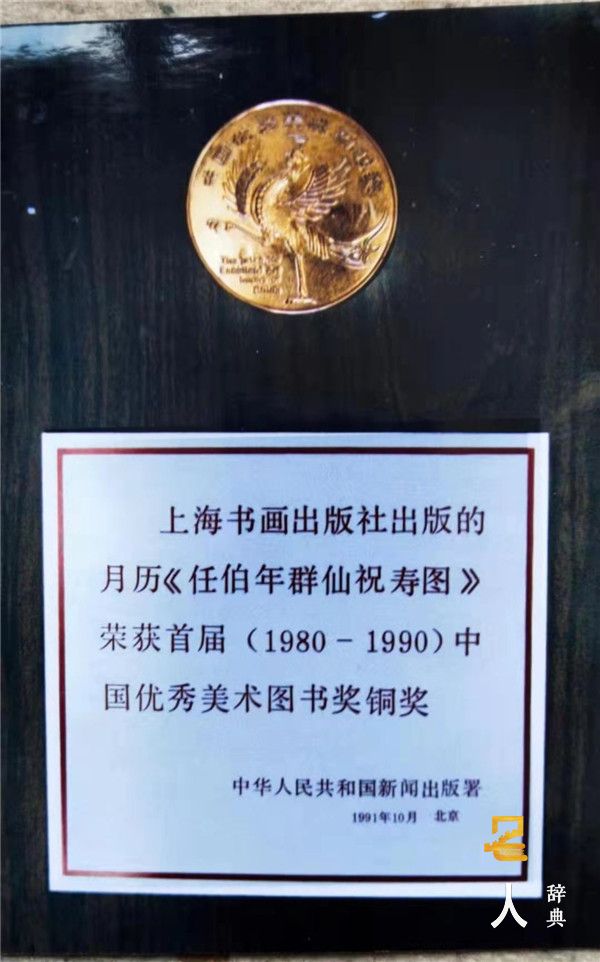 上海书画出版社出版的
月历《任伯年群仙祝寿图》
荣获首届（1980－1990）中
国优秀美术图书奖铜奖
中华人民共和国新闻出版署
1991年10月 北京
名
人
辞典